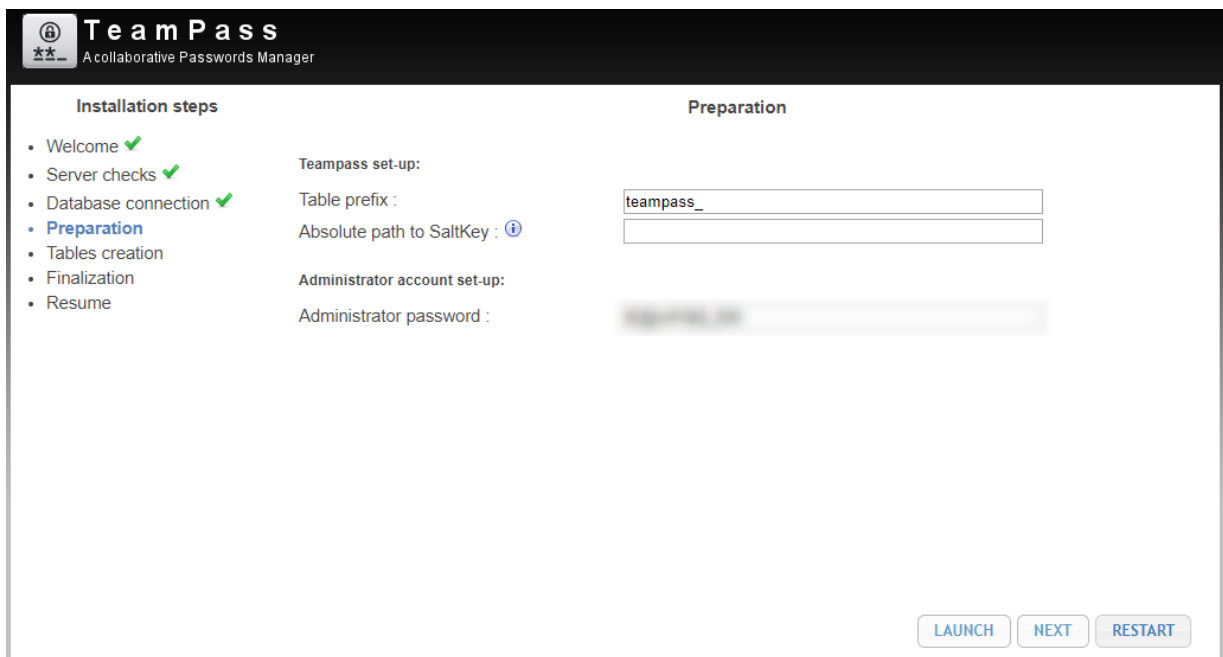 TeamPass
A collaborative Passwords Manager
Installation steps
Welcome
Server checks
Database connection
Preparation
Tables creation
Finalization
Resume
Preparation
Teampass set-up:
Table prefix :
teampass_
Absolute path to SaltKey :
Administrator account set-up:
Administrator password :
LAUNCH
NEXT
RESTART